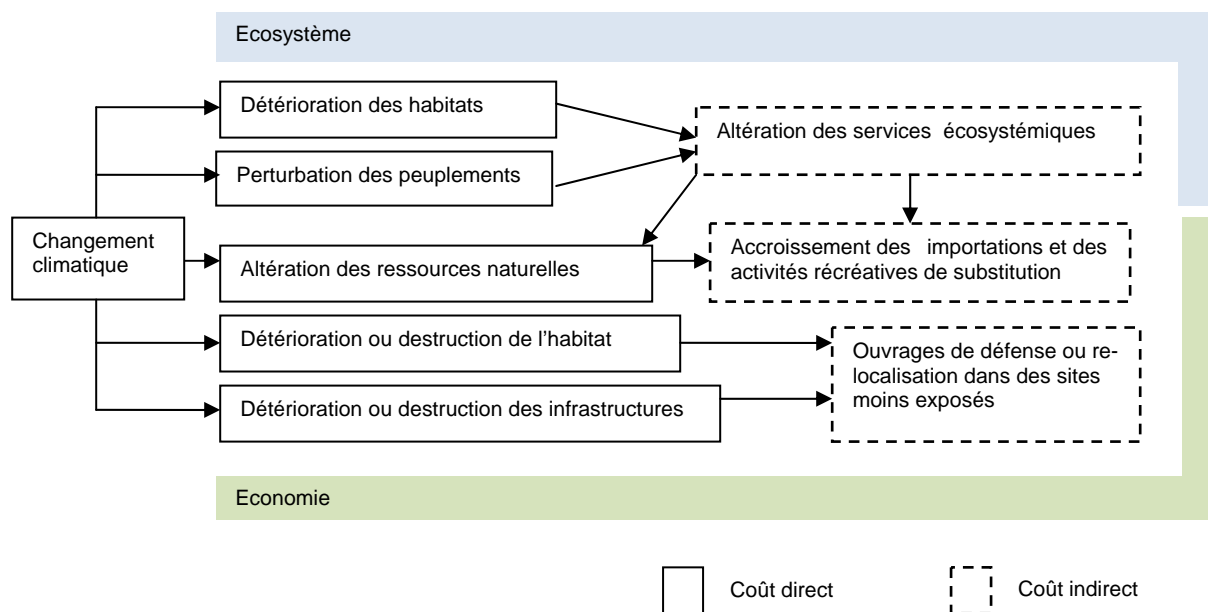 Ecosystème
Détérioration des habitats
Altération des services écosystémiques
Perturbation des peuplements
Changement
climatique
Altération des ressources naturelles
Accroissement des importations et des
activités récréatives de substitution
Détérioration ou destruction de l’habitat
Ouvrages de défense ou re-
localisation dans des sites
moins exposés
Détérioration ou destruction des infrastructures
Economie
Coût direct
Coût indirect